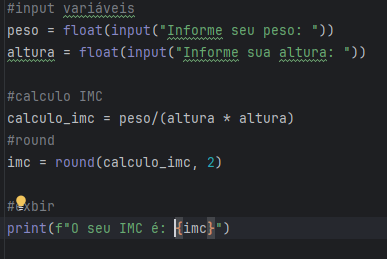 #input variáveis
peso = float(input("Informe seu peso: "))
altura = float(input("Informe sua altura: "))
#calculo IMC
calculo_imc = peso/(altura * altura)
#round
imc = round(calculo_imc, 2)
print(f"O seu IMC é: {imc}")